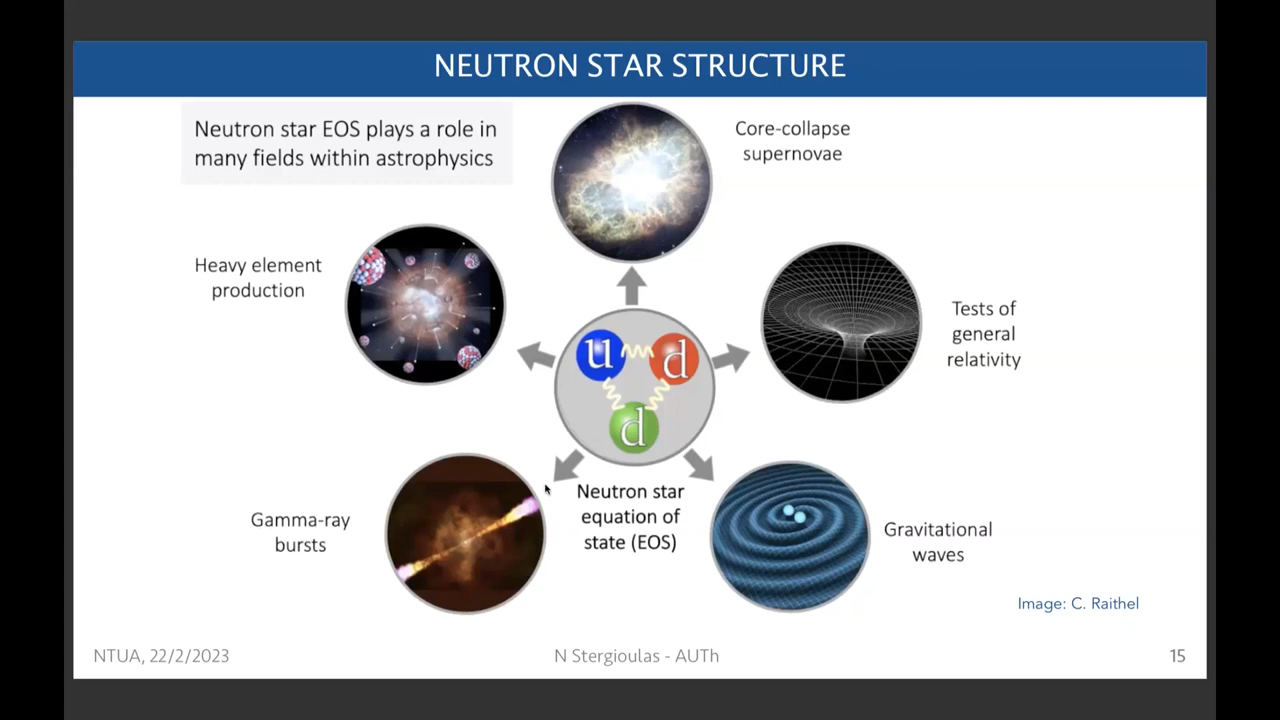 NEUTRON STAR STRUCTURE
Neutron star EOS plays a role in
many fields within astrophysics
Core-collapse
supernovae
Heavy element
production
Tests of
general
relativity
u
d
d
Neutron star
equation of
state (EOS)
Gamma-ray
bursts
Gravitational
waves
Image: C. Raithel
NTUA, 22/2/2023
N Stergioulas - AUTh
15